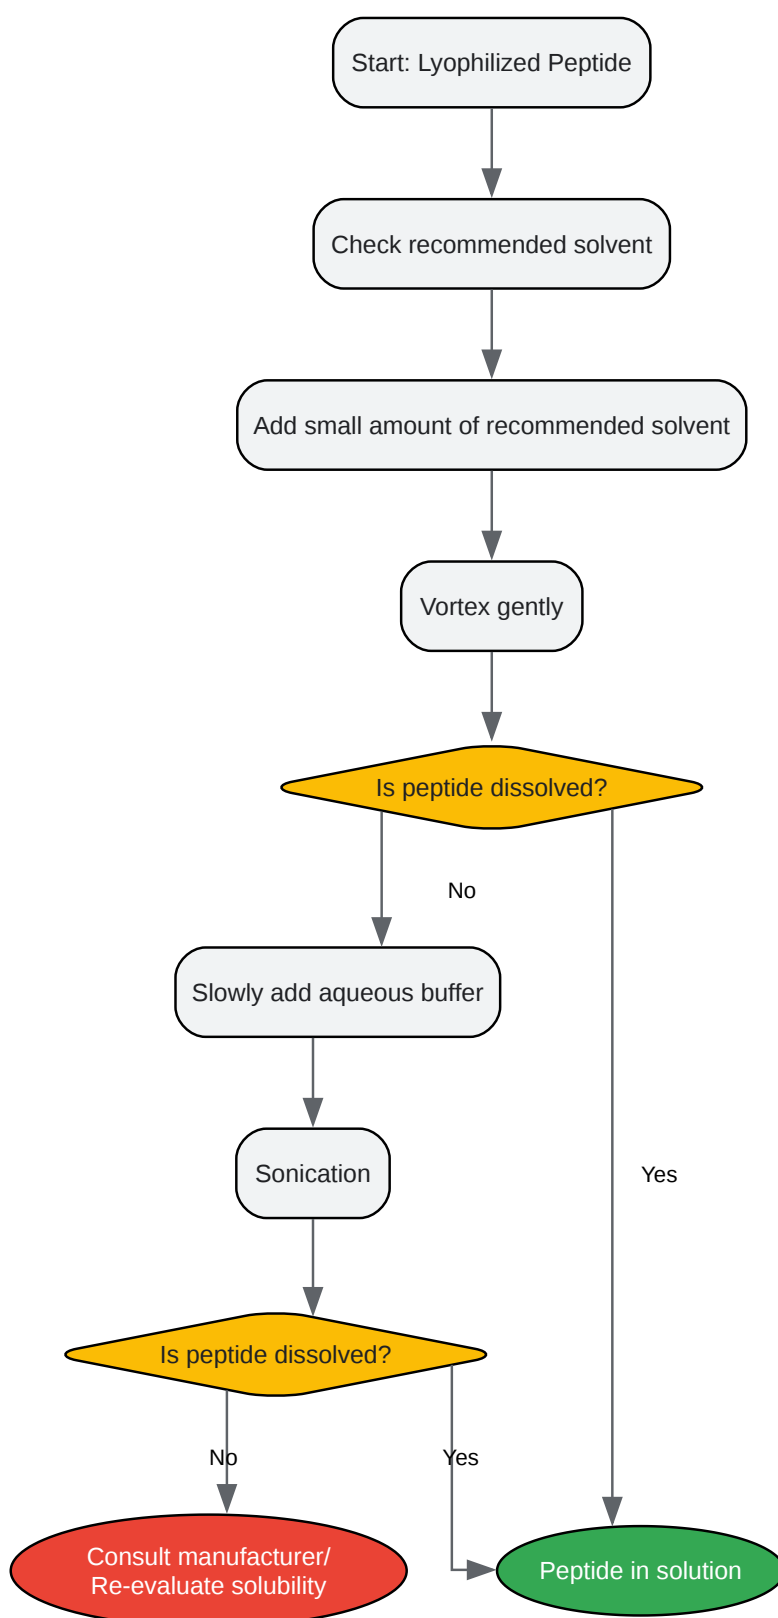 Start: Lyophilized Peptide
Check recommended solvent
Add small amount of recommended solvent
Vortex gently
Is peptide dissolved?
No
Slowly add aqueous buffer
Yes
Sonication
Is peptide dissolved?
No
Yes
Consult manufacturer/
Re-evaluate solubility
Peptide in solution